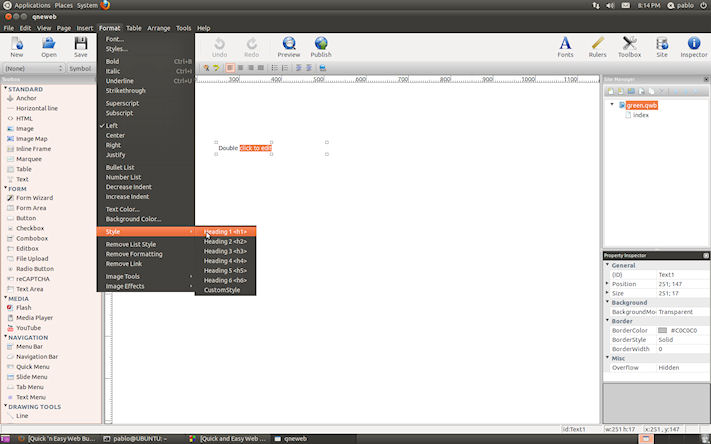 Applications Places System 8:14 PM pablo
qneweb
File Edit View Page Insert Format Table Arrange Tools Help
New Open Save Undo Redo Preview Publish Fonts Rulers Toolbox Site Inspector
(None) Symbol
Toolbox
STANDARD
Anchor
Horizontal line
HTML
Image
Image Map
Inline Frame
Marquee
Table
Text
FORM
Form Wizard
Form Area
Button
Checkbox
Combobox
Editbox
File Upload
Radio Button
reCAPTCHA
Text Area
MEDIA
Flash
Media Player
YouTube
NAVIGATION
Menu Bar
Navigation Bar
Quick Menu
Slide Menu
Tab Menu
Text Menu
DRAWING TOOLS
Line
Font...
Styles...
Bold Ctrl+B
Italic Ctrl+I
Underline Ctrl+U
Strikethrough
Superscript
Subscript
Left
Center
Right
Justify
Bullet List
Number List
Decrease Indent
Increase Indent
Text Color...
Background Color...
Style
Remove List Style
Remove Formatting
Remove Link
Image Tools
Image Effects
Heading 1 <h1>
Heading 2 <h2>
Heading 3 <h3>
Heading 4 <h4>
Heading 5 <h5>
Heading 6 <h6>
CustomStyle
300 400 500 600 700 800 900 1000 1100
Double click to edit
Site Manager
green.qwb
index
Property Inspector
General
(ID) Text1
Position 251; 147
Size 251; 17
Background
BackgroundMo Transparent
Border
BorderColor #C0C0C0
BorderStyle Solid
BorderWidth 0
Misc
Overflow Hidden
id:Text1 w:251 h:17 x:251 , y:147
[Quick 'n Easy Web Bu... pablo@UBUNTU: ~ [Quick and Easy Web ... qneweb